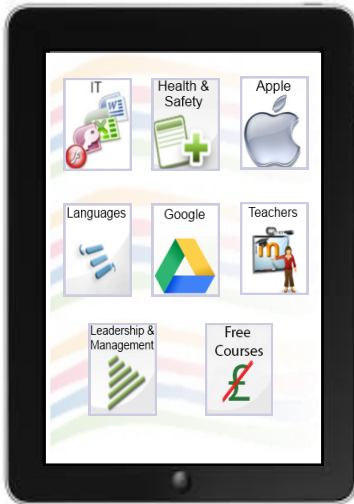 IT
Health &
Safety
Apple
Languages
Google
Teachers
Leadership &
Management
Free
Courses
£